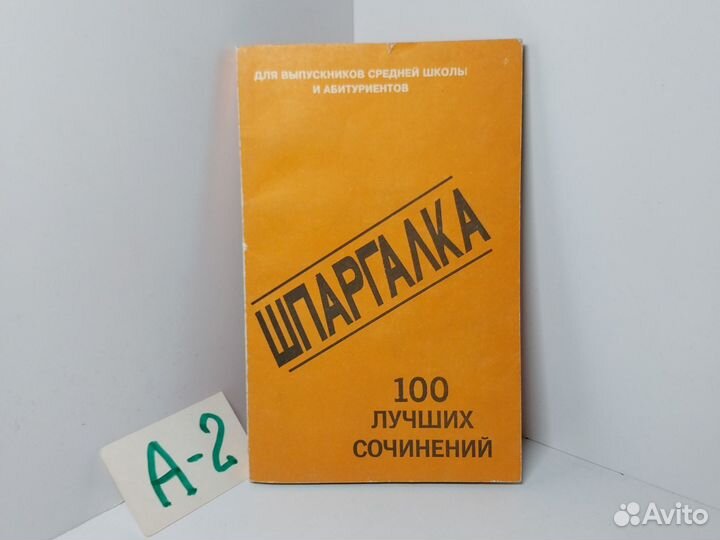 ДЛЯ ВЫПУСКНИКОВ СРЕДНЕЙ ШКОЛЫ
И АБИТУРИЕНТОВ
ШПАРГАЛКА
100
ЛУЧШИХ
СОЧИНЕНИЙ
А-2
Avito